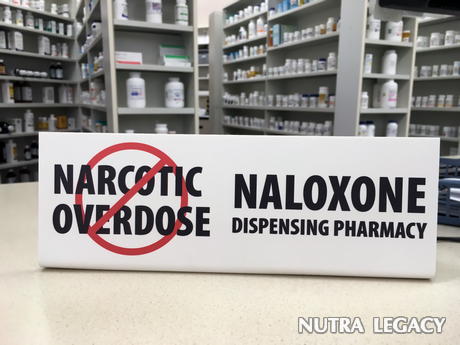 NARCOTIC
OVERDOSE
NALOXONE
DISPENSING PHARMACY
NUTRA LEGACY